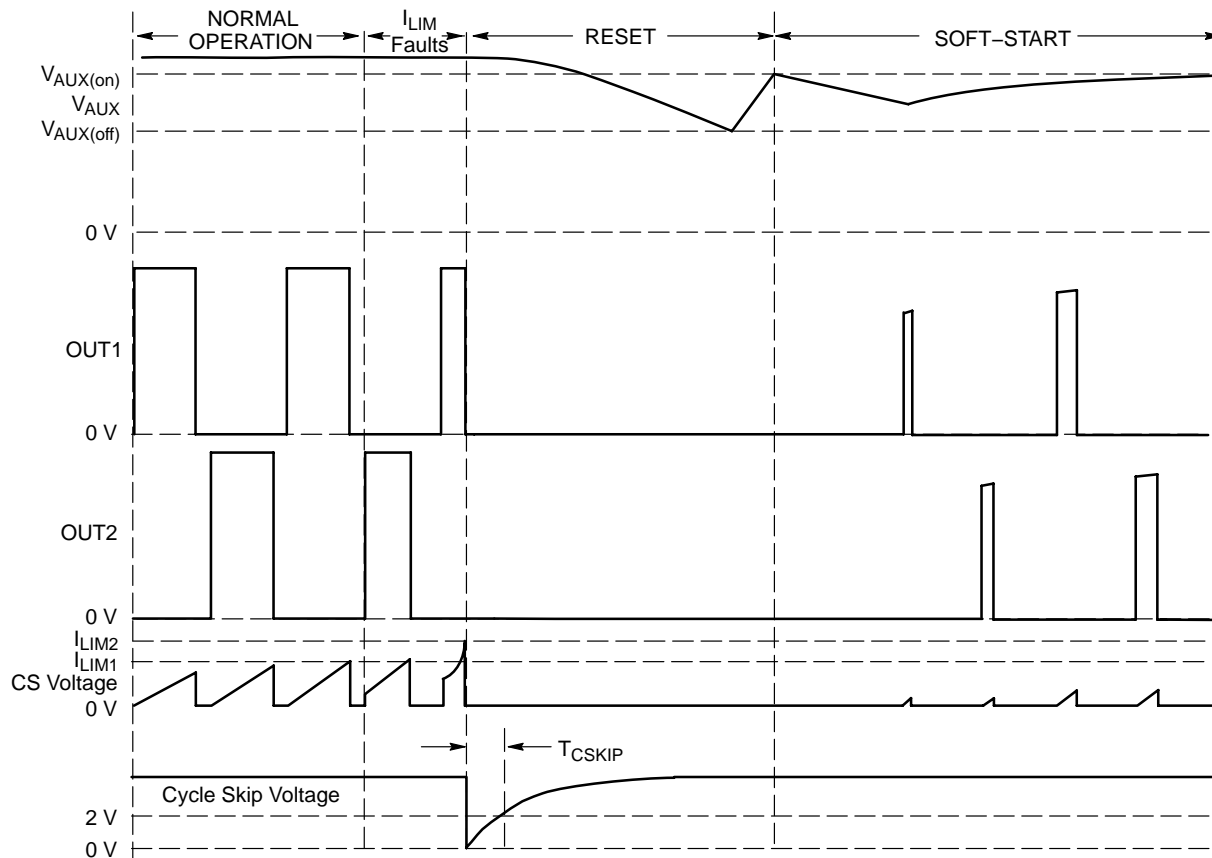 NORMAL
OPERATION
I_LIM
Faults
RESET
SOFT–START
V_AUX(on)
V_AUX
V_AUX(off)
0 V
OUT1
0 V
OUT2
0 V
I_LIM2
I_LIM1
CS Voltage
0 V
T_CSKIP
Cycle Skip Voltage
2 V
0 V